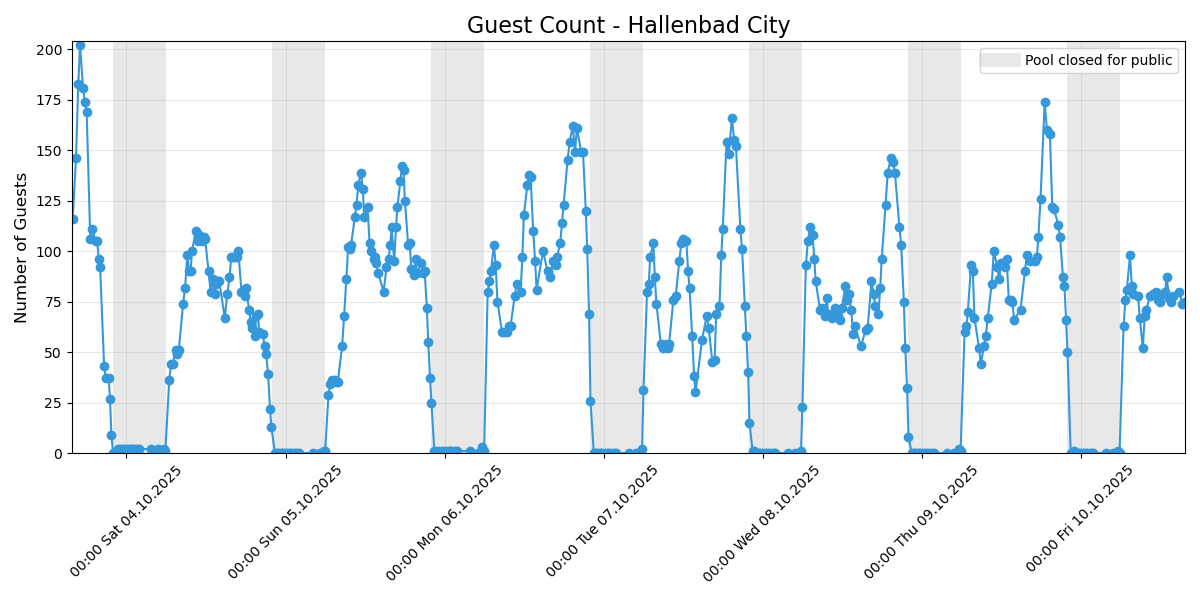 Guest Count - Hallenbad City
Pool closed for public
Number of Guests
200
175
150
125
100
75
50
25
0
00:00 Sat 04.10.2025
00:00 Sun 05.10.2025
00:00 Mon 06.10.2025
00:00 Tue 07.10.2025
00:00 Wed 08.10.2025
00:00 Thu 09.10.2025
00:00 Fri 10.10.2025